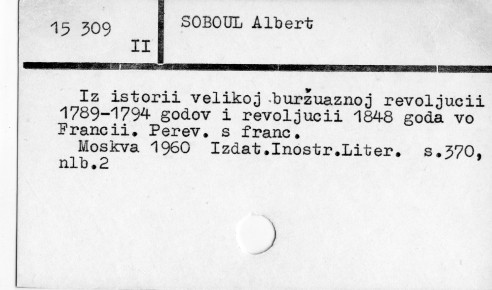 15 309
II
SOBOUL Albert
Iz istorii velikoj buržuaznoj revoljucii
1789-1794 godov i revoljucii 1848 goda vo
Francii. Perev. s franc.
Moskva 1960 Izdat.Inostr.Liter. s.370,
nlb.2